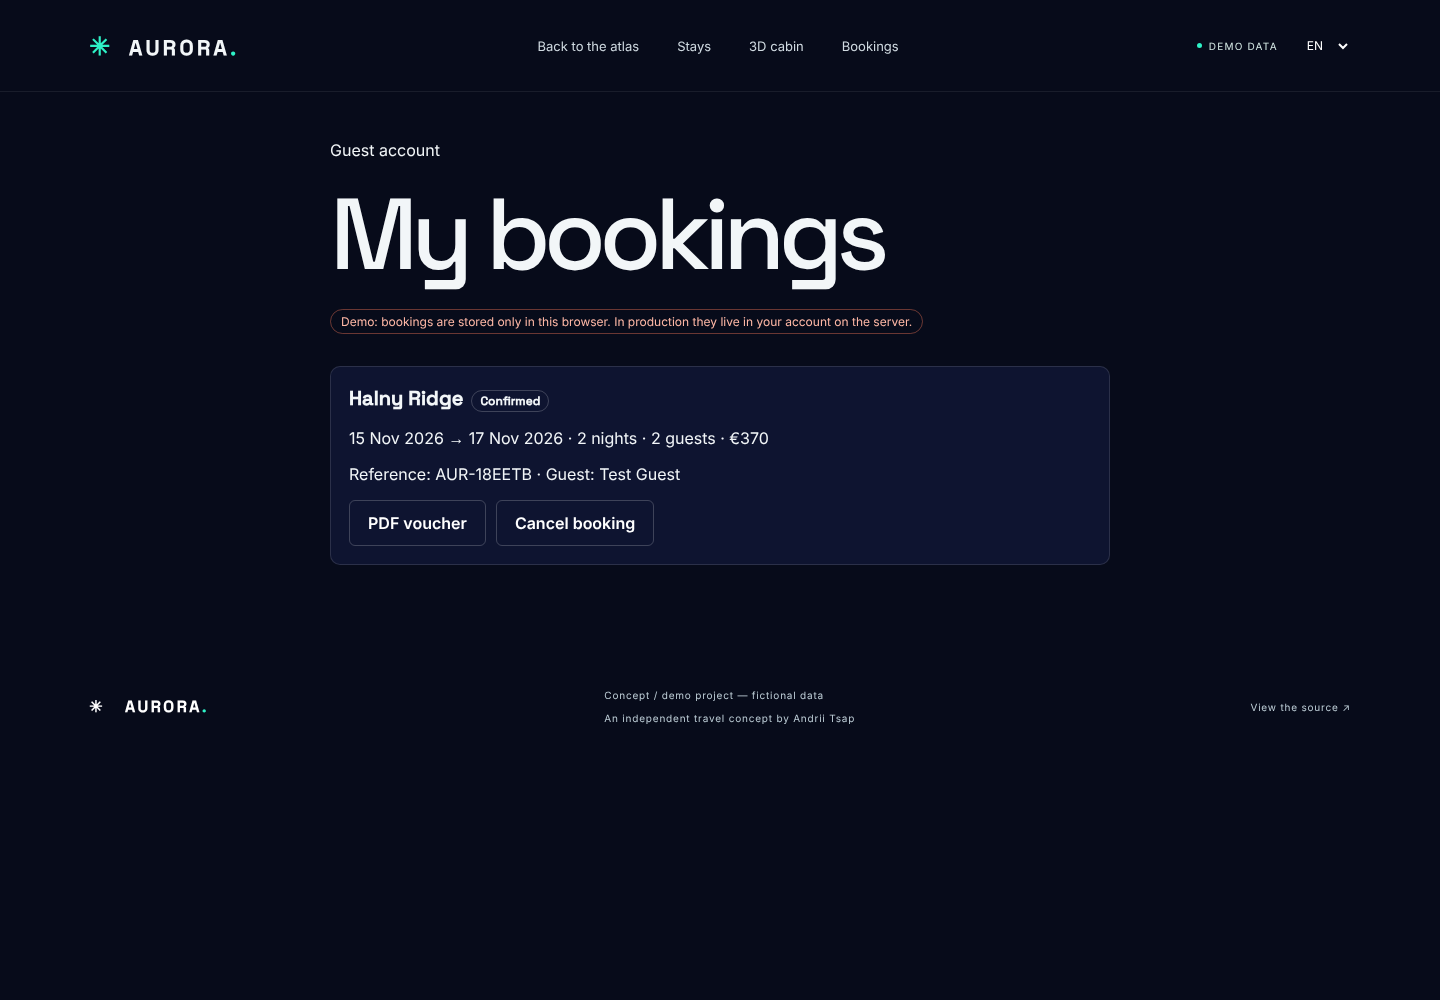 AURORA.
Back to the atlas
Stays
3D cabin
Bookings
DEMO DATA
EN
Guest account
My bookings
Demo: bookings are stored only in this browser. In production they live in your account on the server.
Halny Ridge
Confirmed
15 Nov 2026 → 17 Nov 2026 · 2 nights · 2 guests · €370
Reference: AUR-18EETB · Guest: Test Guest
PDF voucher
Cancel booking
AURORA.
Concept / demo project — fictional data
An independent travel concept by Andrii Tsap
View the source ↗